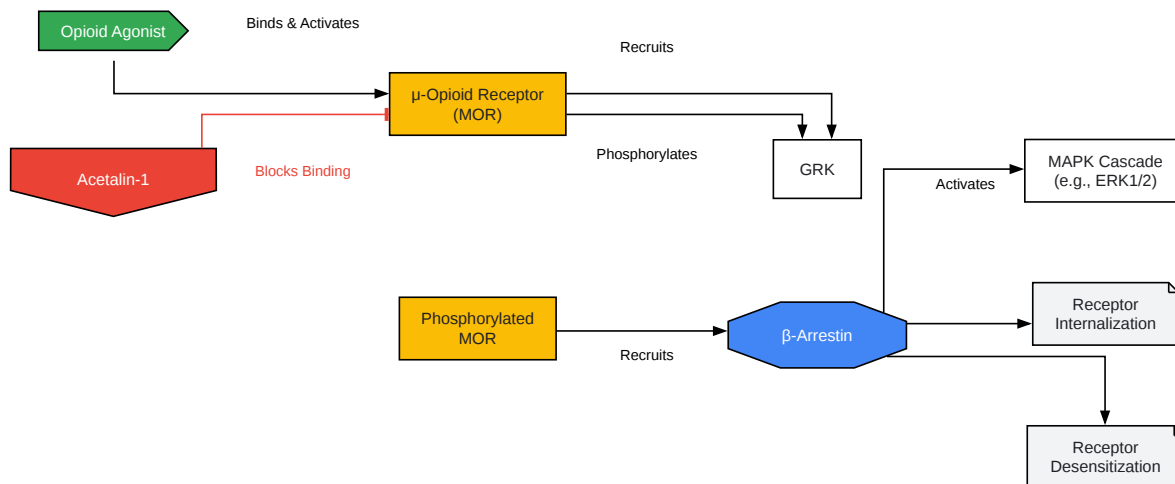 Opioid Agonist
Binds & Activates
Recruits
μ-Opioid Receptor
(MOR)
Phosphorylates
GRK
Acetalin-1
Blocks Binding
MAPK Cascade
(e.g., ERK1/2)
Activates
Phosphorylated
MOR
Recruits
β-Arrestin
Receptor
Internalization
Receptor
Desensitization